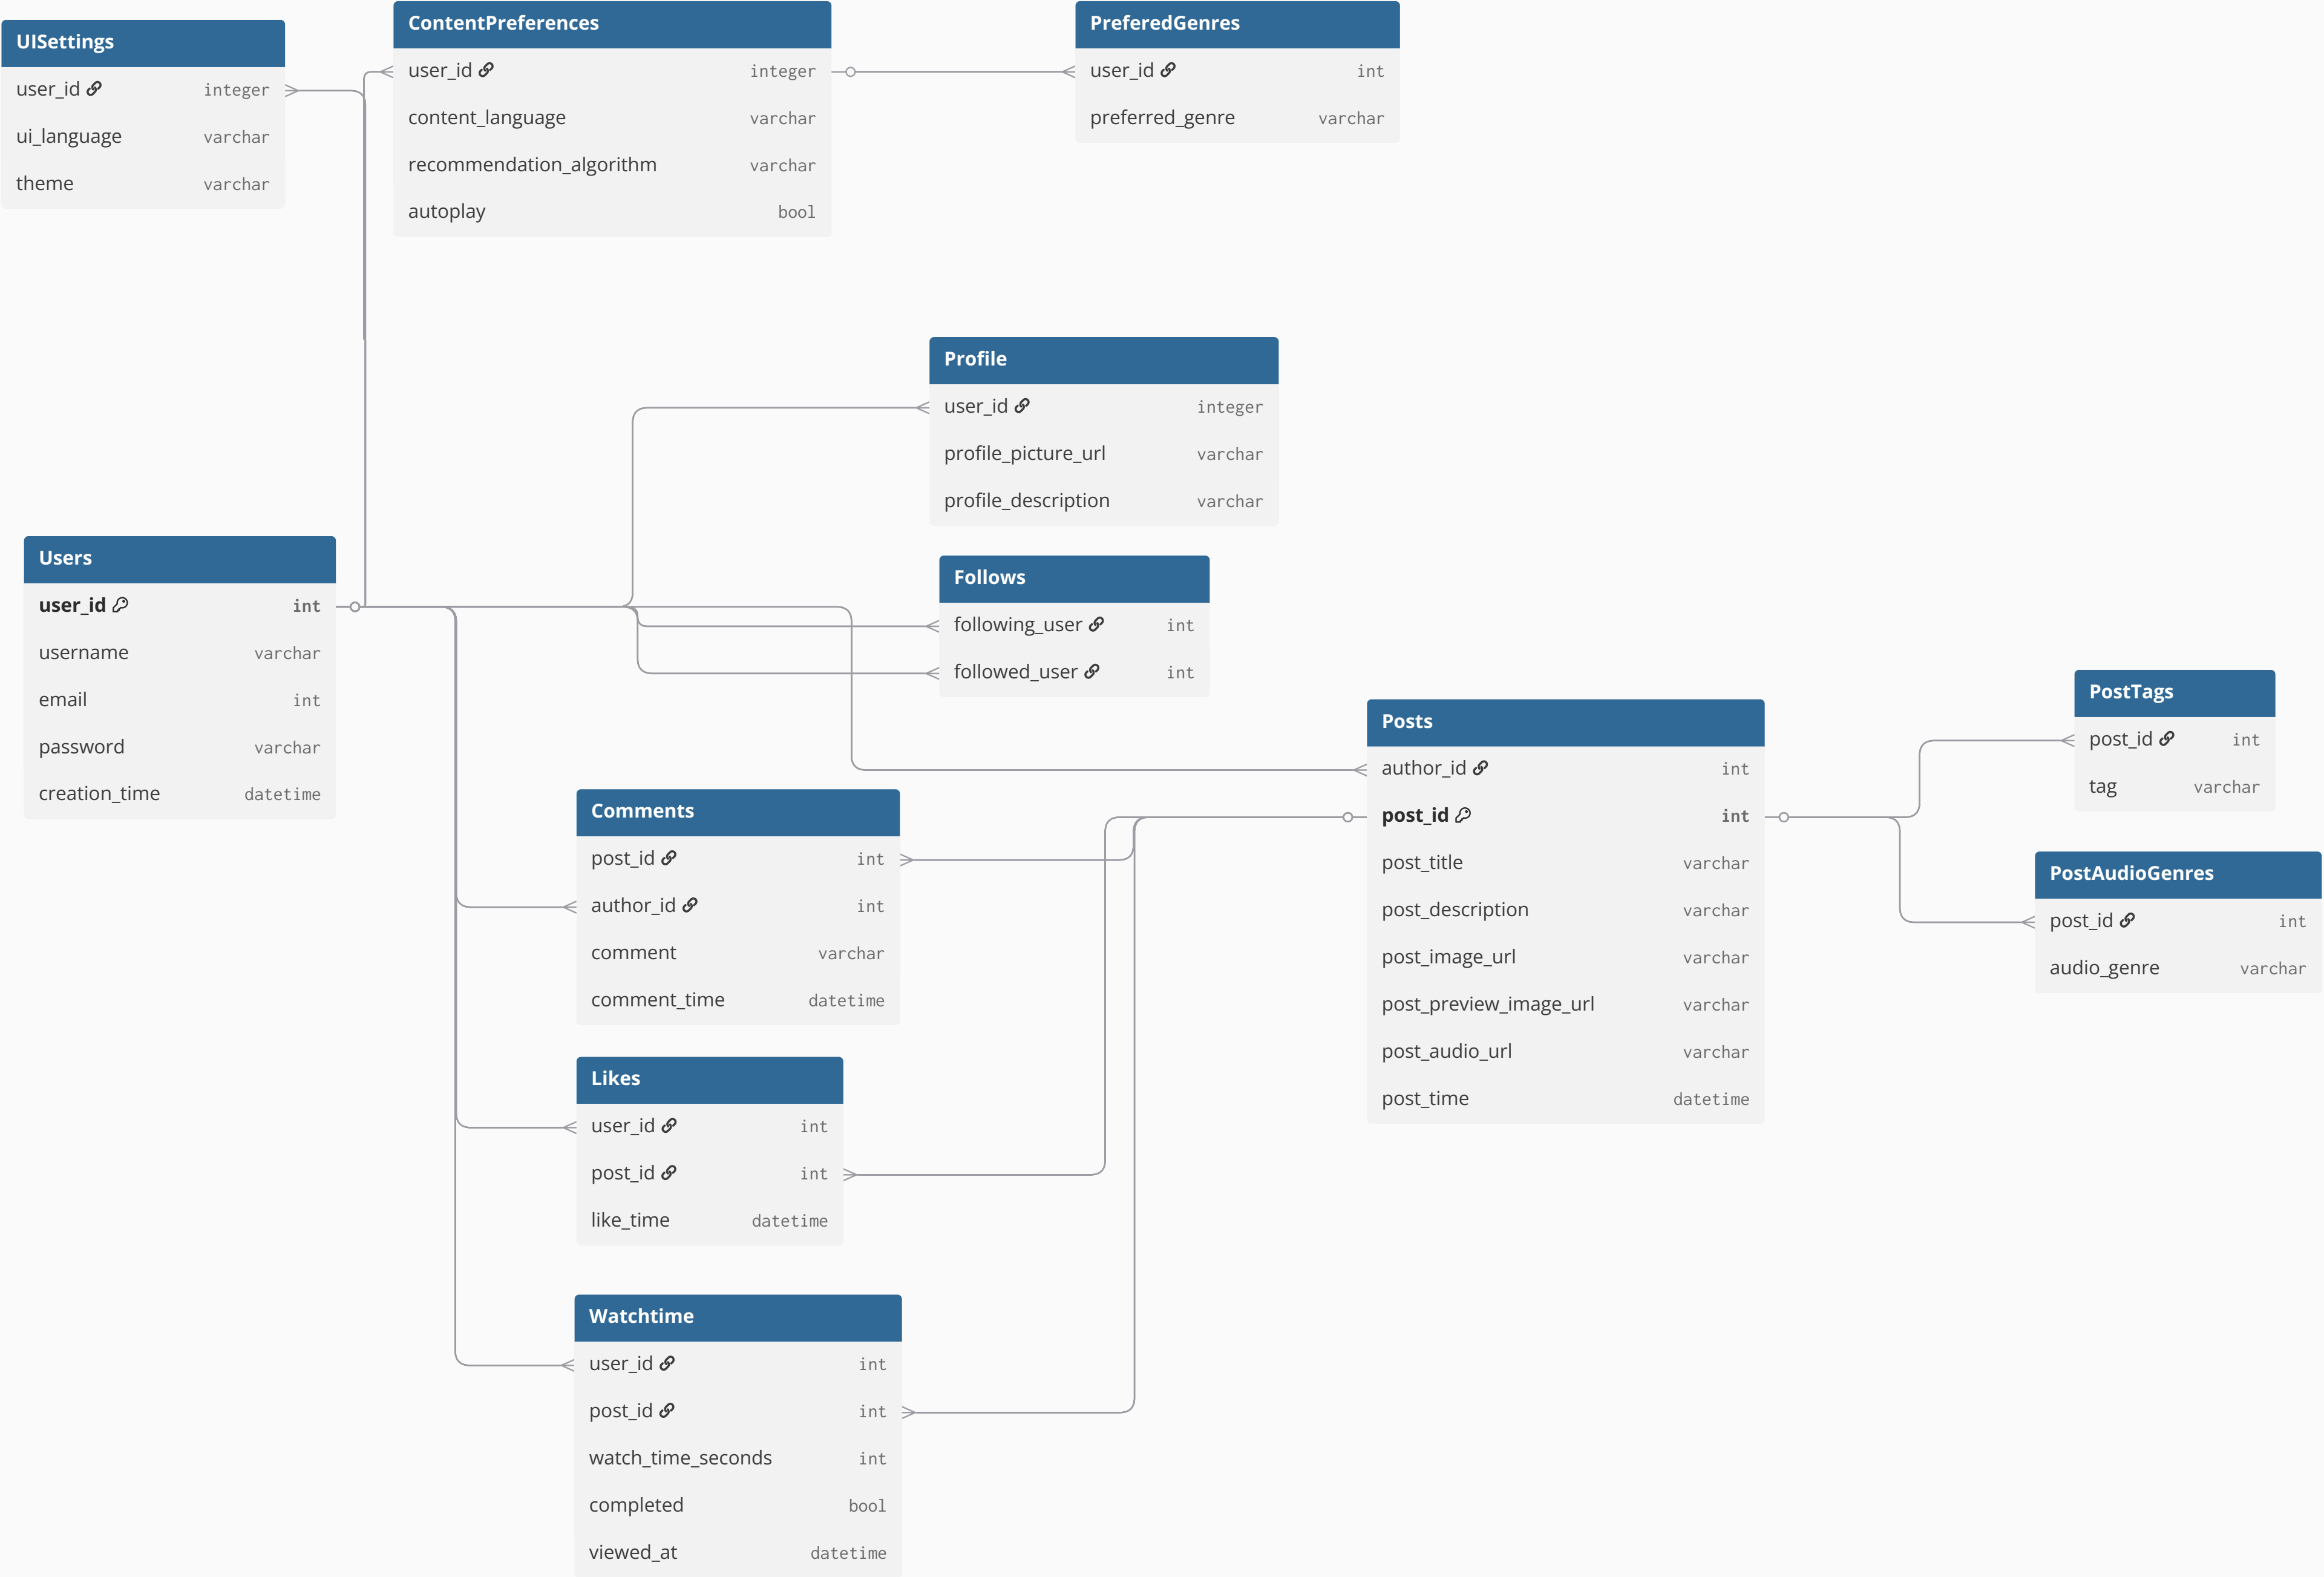 UISettings
user_id integer
ui_language varchar
theme varchar
ContentPreferences
user_id integer
content_language varchar
recommendation_algorithm varchar
autoplay bool
PreferedGenres
user_id int
preferred_genre varchar
Profile
user_id integer
profile_picture_url varchar
profile_description varchar
Users
user_id int
username varchar
email int
password varchar
creation_time datetime
Follows
following_user int
followed_user int
Posts
author_id int
post_id int
post_title varchar
post_description varchar
post_image_url varchar
post_preview_image_url varchar
post_audio_url varchar
post_time datetime
PostTags
post_id int
tag varchar
PostAudioGenres
post_id int
audio_genre varchar
Comments
post_id int
author_id int
comment varchar
comment_time datetime
Likes
user_id int
post_id int
like_time datetime
Watchtime
user_id int
post_id int
watch_time_seconds int
completed bool
viewed_at datetime